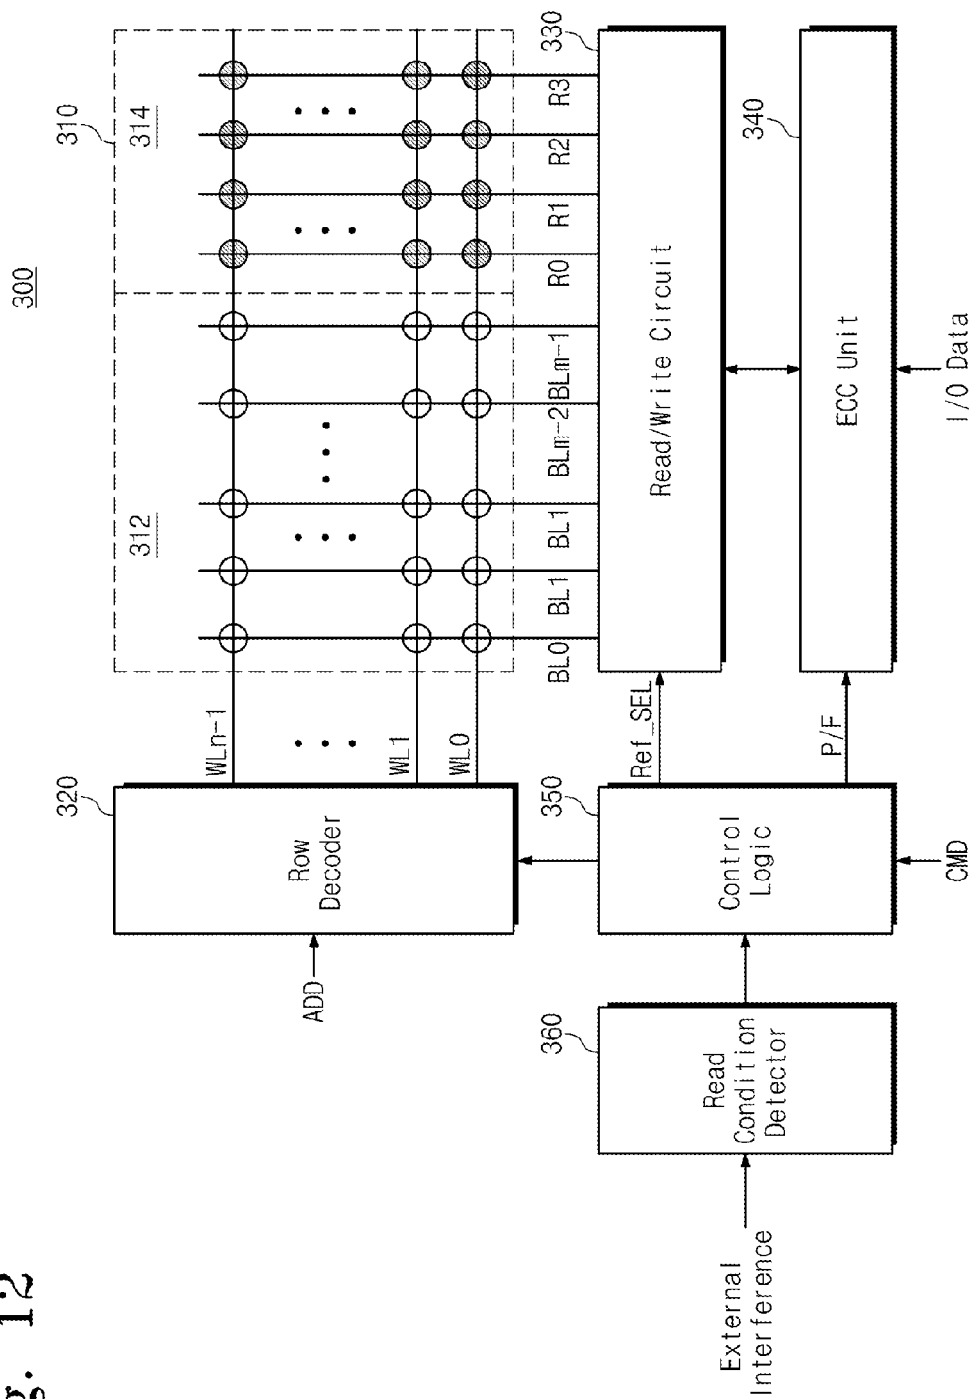 g. 12
300
310
312
314
320
Row
Decoder
ADD
WLn-1
WL1
WL0
BL0
BL1
BL1
BLm-2
BLm-1
R0
R1
R2
R3
330
Read/Write Circuit
340
ECC Unit
I/O Data
350
Control
Logic
Ref_SEL
P/F
CMD
360
Read
Condition
Detector
External
Interference